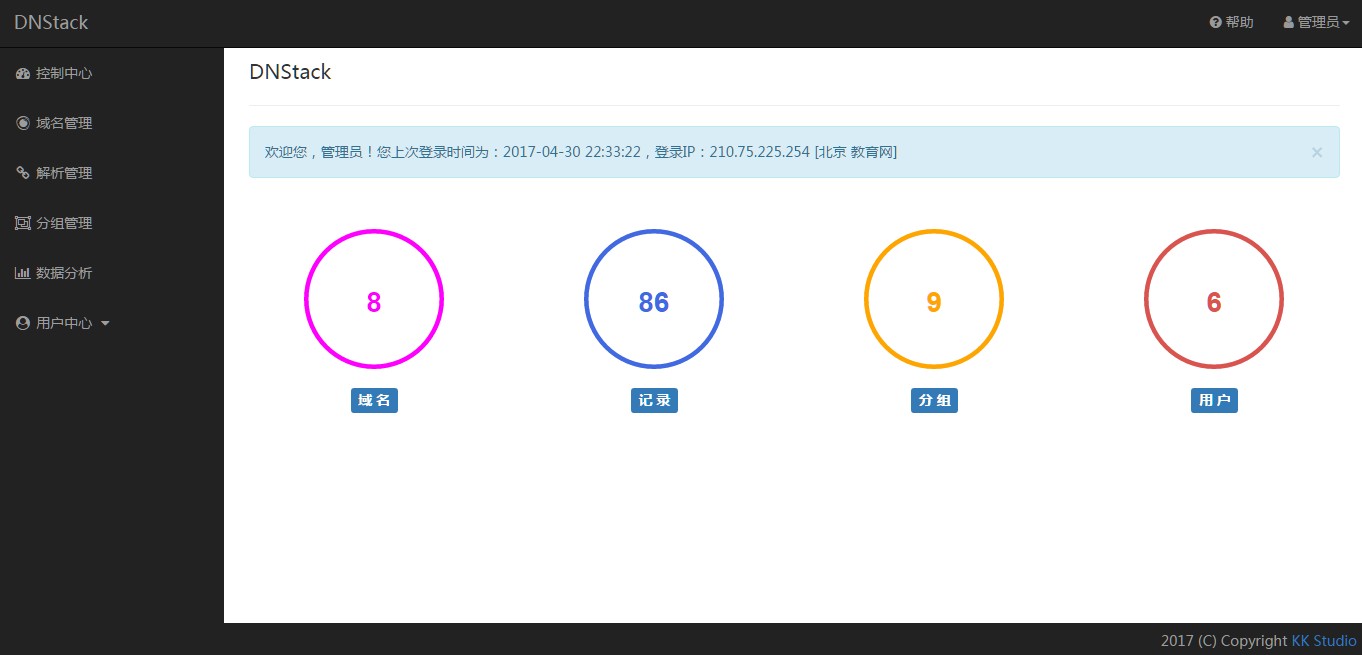 DNStack
帮助 管理员
控制中心
域名管理
解析管理
分组管理
数据分析
用户中心
DNStack
欢迎您，管理员！您上次登录时间为：2017-04-30 22:33:22，登录IP：210.75.225.254 [北京 教育网] ×
8 86 9 6
域名 记录 分组 用户
2017 (C) Copyright KK Studio